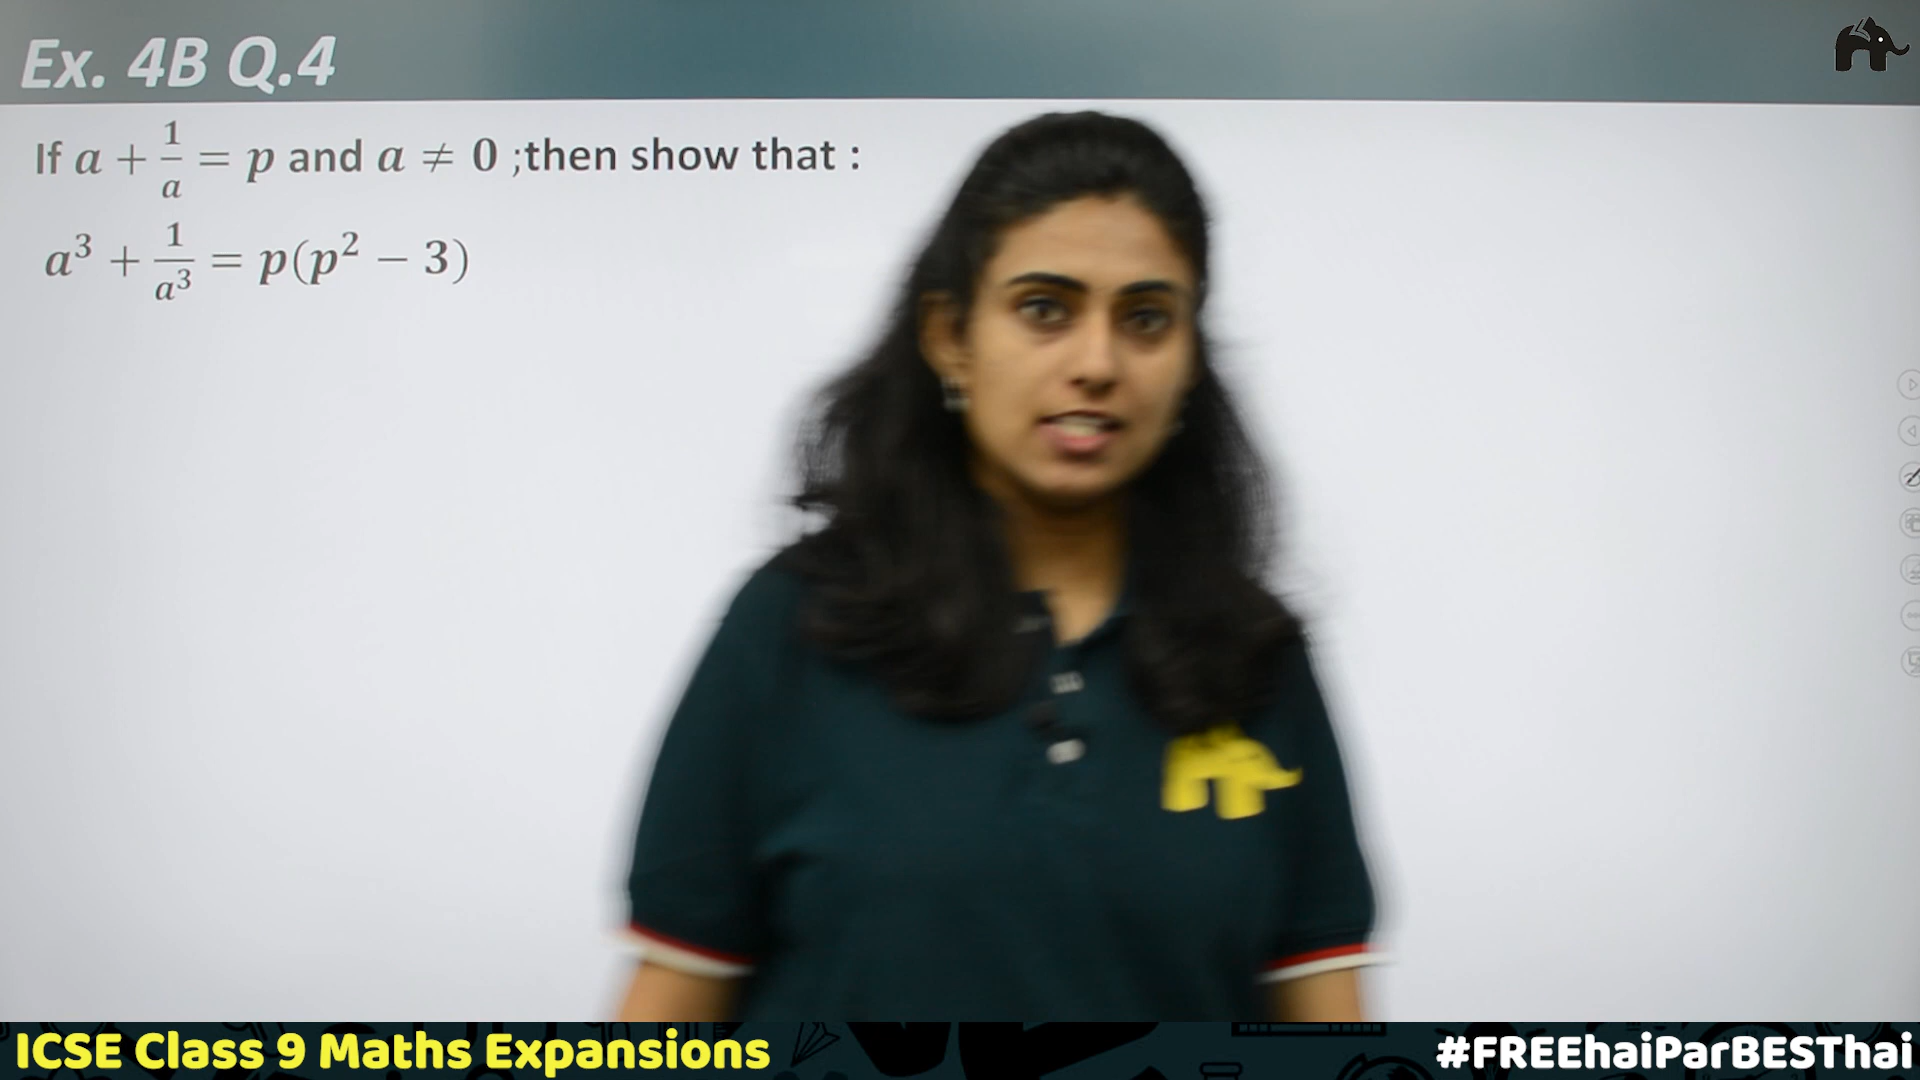 Ex. 4B Q.4
If a + 1/a = p and a ≠ 0 ;then show that :
a³ + 1/a³ = p(p² − 3)
ICSE Class 9 Maths Expansions
#FREEhaiParBESThai